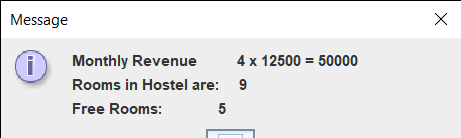 Message
Monthly Revenue 4 x 12500 = 50000
Rooms in Hostel are: 9
Free Rooms: 5